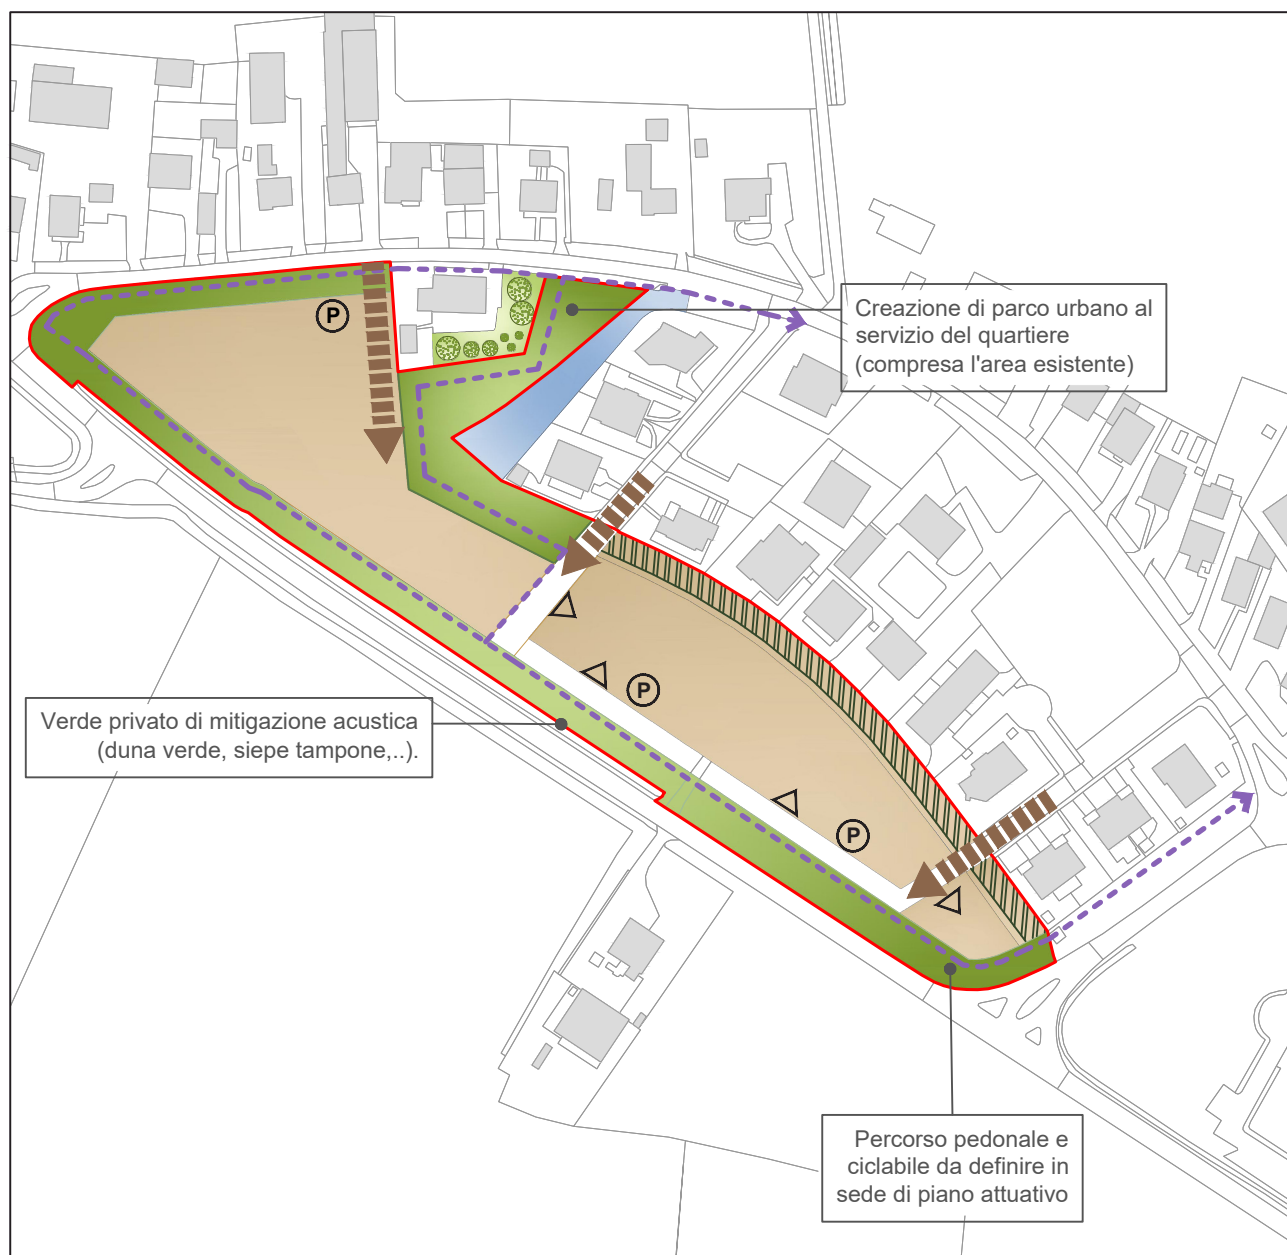 P
Creazione di parco urbano al
servizio del quartiere
(compresa l'area esistente)
P
Verde privato di mitigazione acustica
(duna verde, siepe tampone,..).
P
Percorso pedonale e
ciclabile da definire in
sede di piano attuativo